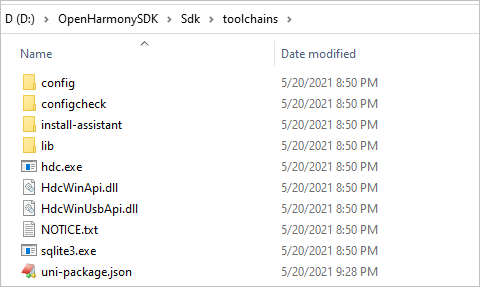 D (D:) > OpenHarmonySDK > Sdk > toolchains >
Name Date modified
config 5/20/2021 8:50 PM
configcheck 5/20/2021 8:50 PM
install-assistant 5/20/2021 8:50 PM
lib 5/20/2021 8:50 PM
hdc.exe 5/20/2021 8:50 PM
HdcWinApi.dll 5/20/2021 8:50 PM
HdcWinUsbApi.dll 5/20/2021 8:50 PM
NOTICE.txt 5/20/2021 8:50 PM
sqlite3.exe 5/20/2021 8:50 PM
uni-package.json 5/20/2021 9:28 PM